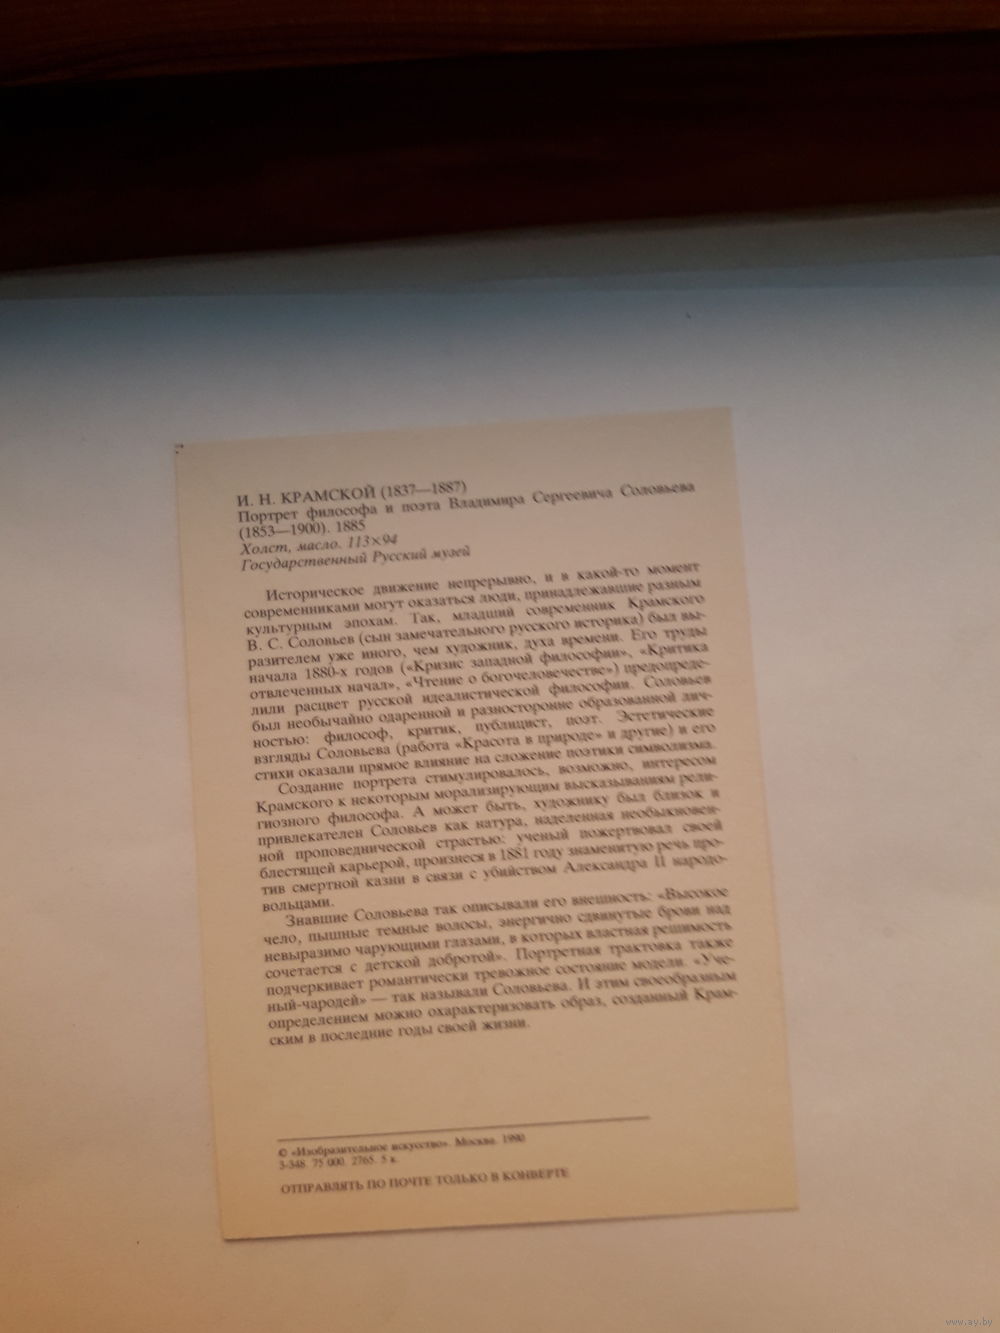 И. Н. КРАМСКОЙ (1837—1887)
Портрет философа и поэта Владимира Сергеевича Соловьева
(1853—1900). 1885
Холст, масло. 113×94
Государственный Русский музей
Историческое движение непрерывно, и в какой-то момент
современниками могут оказаться люди, принадлежавшие разным
культурным эпохам. Так, младший современник Крамского
В. С. Соловьев (сын замечательного русского историка) был вы-
разителем уже иного, чем художник, духа времени. Его труды
начала 1880-х годов («Кризис западной философии», «Критика
отвлеченных начал», «Чтение о богочеловечестве») предопреде-
лили расцвет русской идеалистической философии. Соловьев
был необычайно одаренной и разносторонне образованной лич-
ностью: философ, критик, публицист, поэт. Эстетические
взгляды Соловьева (работа «Красота в природе» и другие) и его
стихи оказали прямое влияние на сложение поэтики символизма.
Создание портрета стимулировалось, возможно, интересом
Крамского к некоторым морализирующим высказываниям рели-
гиозного философа. А может быть, художнику был близок и
привлекателен Соловьев как натура, наделенная необыкновен-
ной проповеднической страстью: ученый пожертвовал своей
блестящей карьерой, произнеся в 1881 году знаменитую речь про-
тив смертной казни в связи с убийством Александра II народо-
вольцами.
Знавшие Соловьева так описывали его внешность: «Высокое
чело, пышные темные волосы, энергично сдвинутые брови над
невыразимо чарующими глазами, в которых властная решимость
сочетается с детской добротой». Портретная трактовка также
подчеркивает романтически тревожное состояние модели. «Уче-
ный-чародей» — так называли Соловьева. И этим своеобразным
определением можно охарактеризовать образ, созданный Крам-
ским в последние годы своей жизни.
© «Изобразительное искусство». Москва. 1990
3-348. 75 000. 2765. 5 к.
ОТПРАВЛЯТЬ ПО ПОЧТЕ ТОЛЬКО В КОНВЕРТЕ
www.ay.by